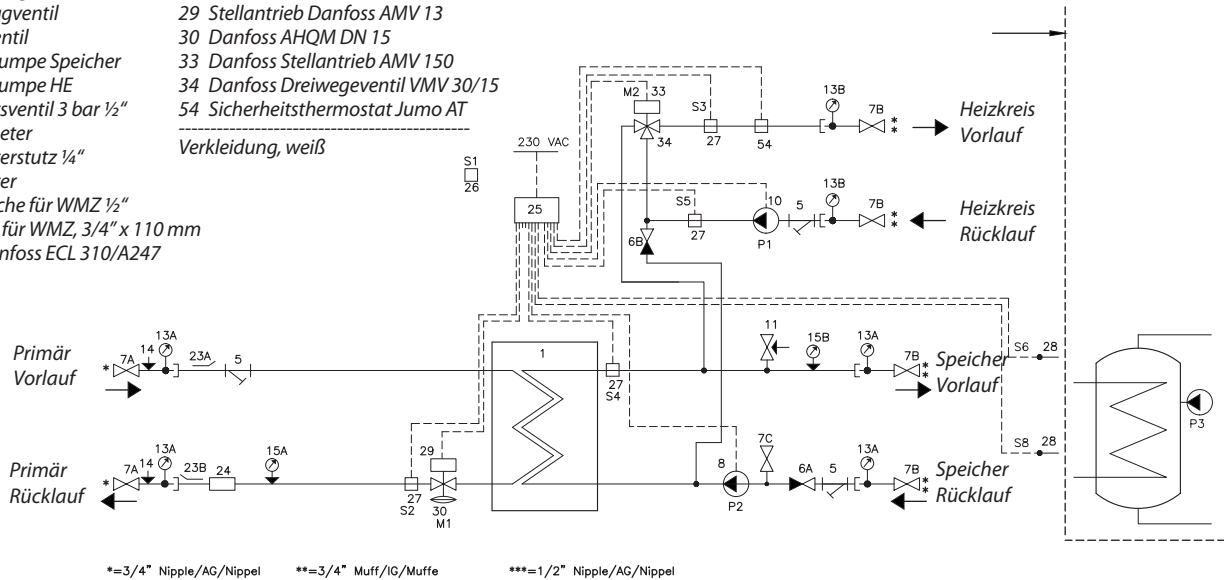 gventil
entil
umpe Speicher
umpe HE
sventil 3 bar ½“
eter
erstutz ¼“
er
che für WMZ ½“
für WMZ, 3/4” x 110 mm
nfoss ECL 310/A247
29 Stellantrieb Danfoss AMV 13
30 Danfoss AHQM DN 15
33 Danfoss Stellantrieb AMV 150
34 Danfoss Dreiwegeventil VMV 30/15
54 Sicherheitsthermostat Jumo AT
Verkleidung, weiß
M2 33
S3
13B
7B
**
Heizkreis
Vorlauf
34
27
54
230 VAC
S1
26
25
S5
10
5
13B
7B
**
Heizkreis
Rücklauf
6B
27
P1
Primär
Vorlauf
*
7A
14
13A
23A
5
1
27
S4
11
15B
13A
7B
**
Speicher
Vorlauf
S6
28
P3
Primär
Rücklauf
*
7A
14
13A
23B
24
15A
29
27
S2
30
M1
8
P2
7C
6A
5
13A
7B
**
Speicher
Rücklauf
S8
28
*=3/4” Nipple/AG/Nippel
**=3/4” Muff/IG/Muffe
***=1/2” Nipple/AG/Nippel